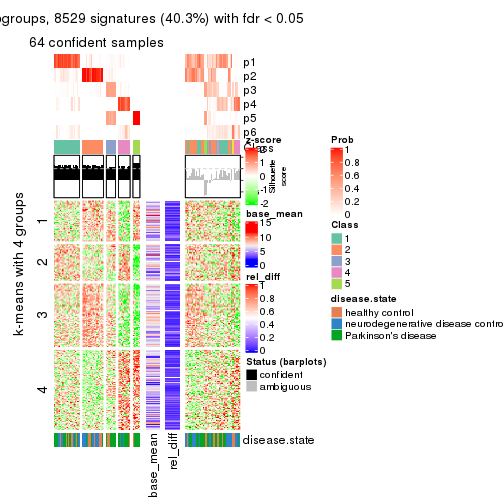 ogroups, 8529 signatures (40.3%) with fdr < 0.05
64 confident samples
p1
p2
p3
p4
p5
p6
Class
Silhouette
score
k-means with 4 groups
1
2
3
4
base_mean
rel_diff
disease.state
z-score
1
0
-1
-2
base_mean
15
10
5
0
rel_diff
1
0.8
0.6
0.4
0.2
0
Status (barplots)
confident
ambiguous
Prob
1
0.8
0.6
0.4
0.2
0
Class
1
2
3
4
5
disease.state
healthy control
neurodegenerative disease contro
Parkinson's disease